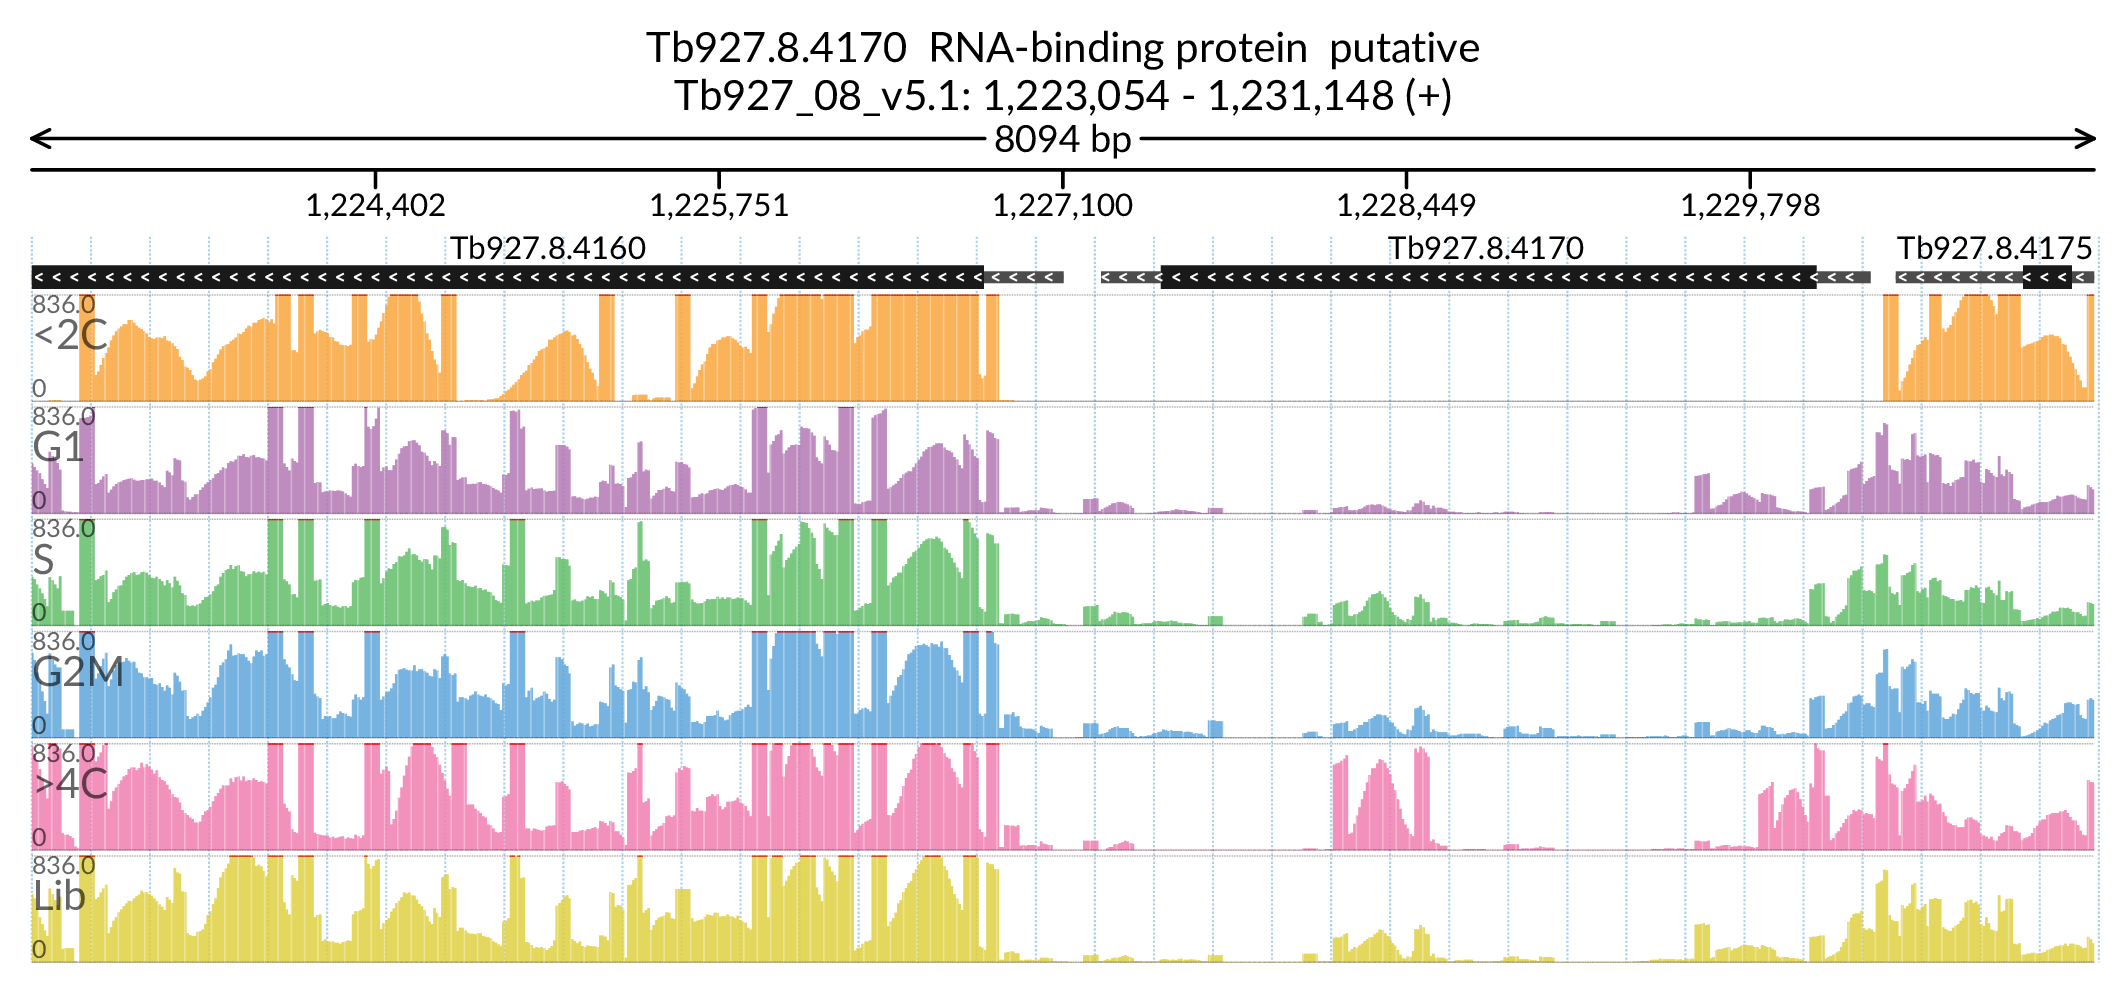 Tb927.8.4170 RNA-binding protein putative
Tb927_08_v5.1: 1,223,054 - 1,231,148 (+)
8094 bp
1,224,402 1,225,751 1,227,100 1,228,449 1,229,798
Tb927.8.4160 Tb927.8.4170 Tb927.8.4175
836.0
<2C
0
836.0
G1
0
836.0
S
0
836.0
G2M
0
836.0
>4C
0
836.0
Lib
0